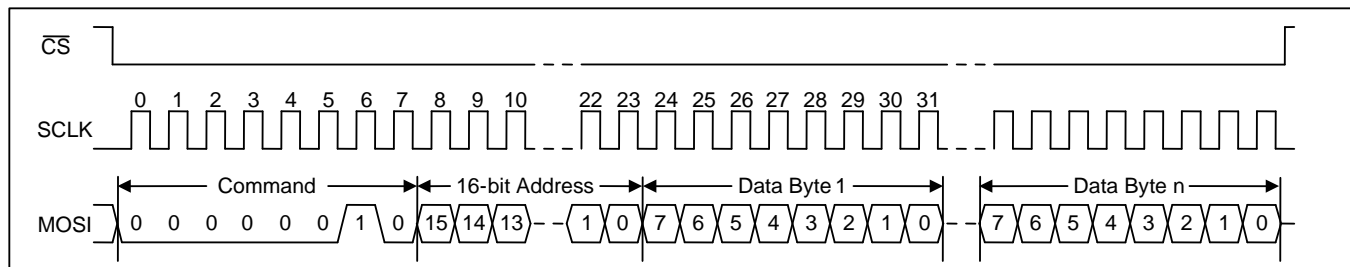 CS
0 1 2 3 4 5 6 7 8 9 10 22 23 24 25 26 27 28 29 30 31
SCLK
Command 16-bit Address Data Byte 1 Data Byte n
MOSI 0 0 0 0 0 0 1 0 15 14 13 1 0 7 6 5 4 3 2 1 0 7 6 5 4 3 2 1 0